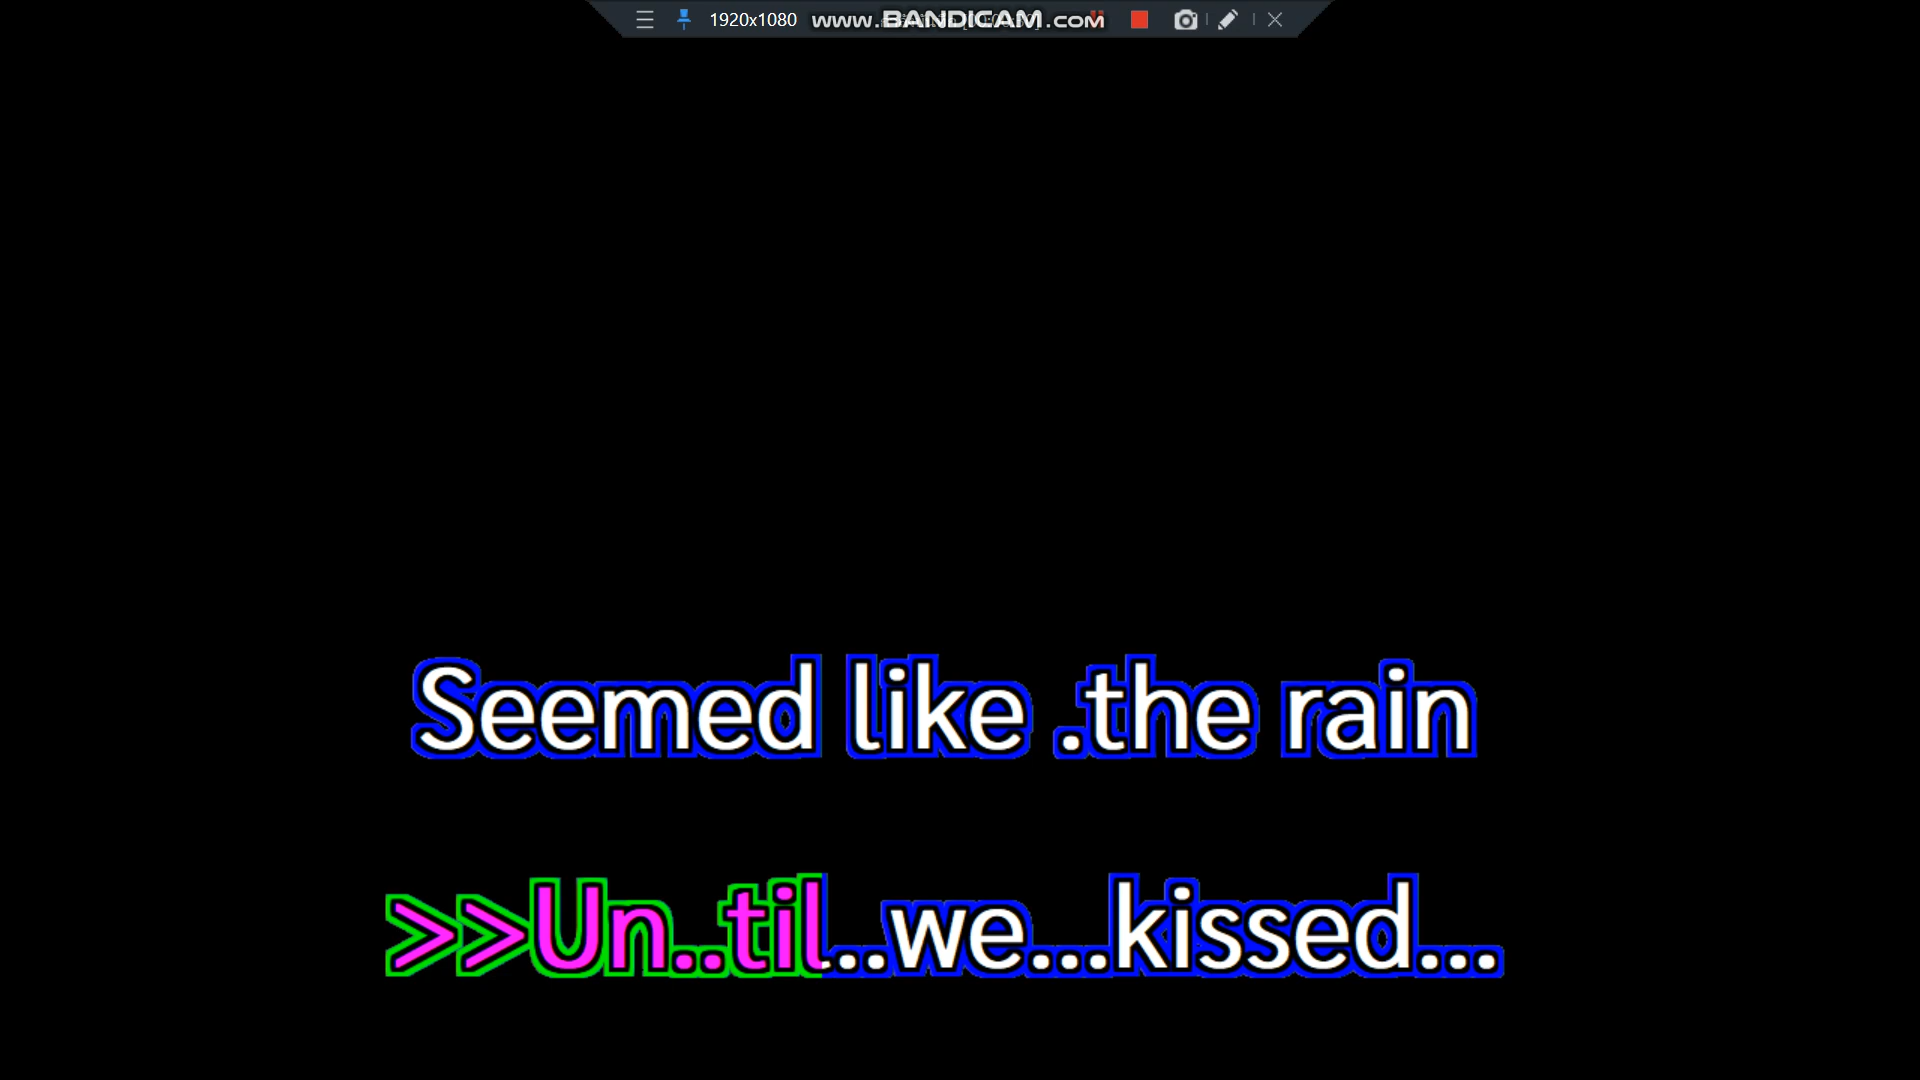 1920x1080 www.BANDICAM.com
Seemed like .the rain
>>Un..til...we...kissed...